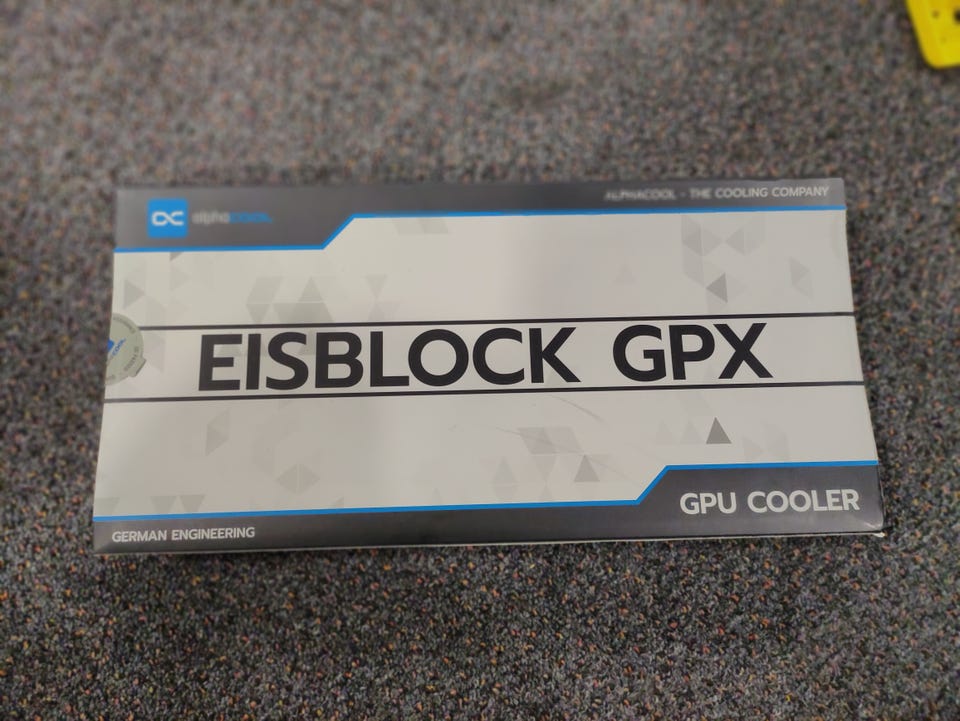 alphacool
ALPHACOOL - THE COOLING COMPANY
EISBLOCK GPX
GPU COOLER
GERMAN ENGINEERING